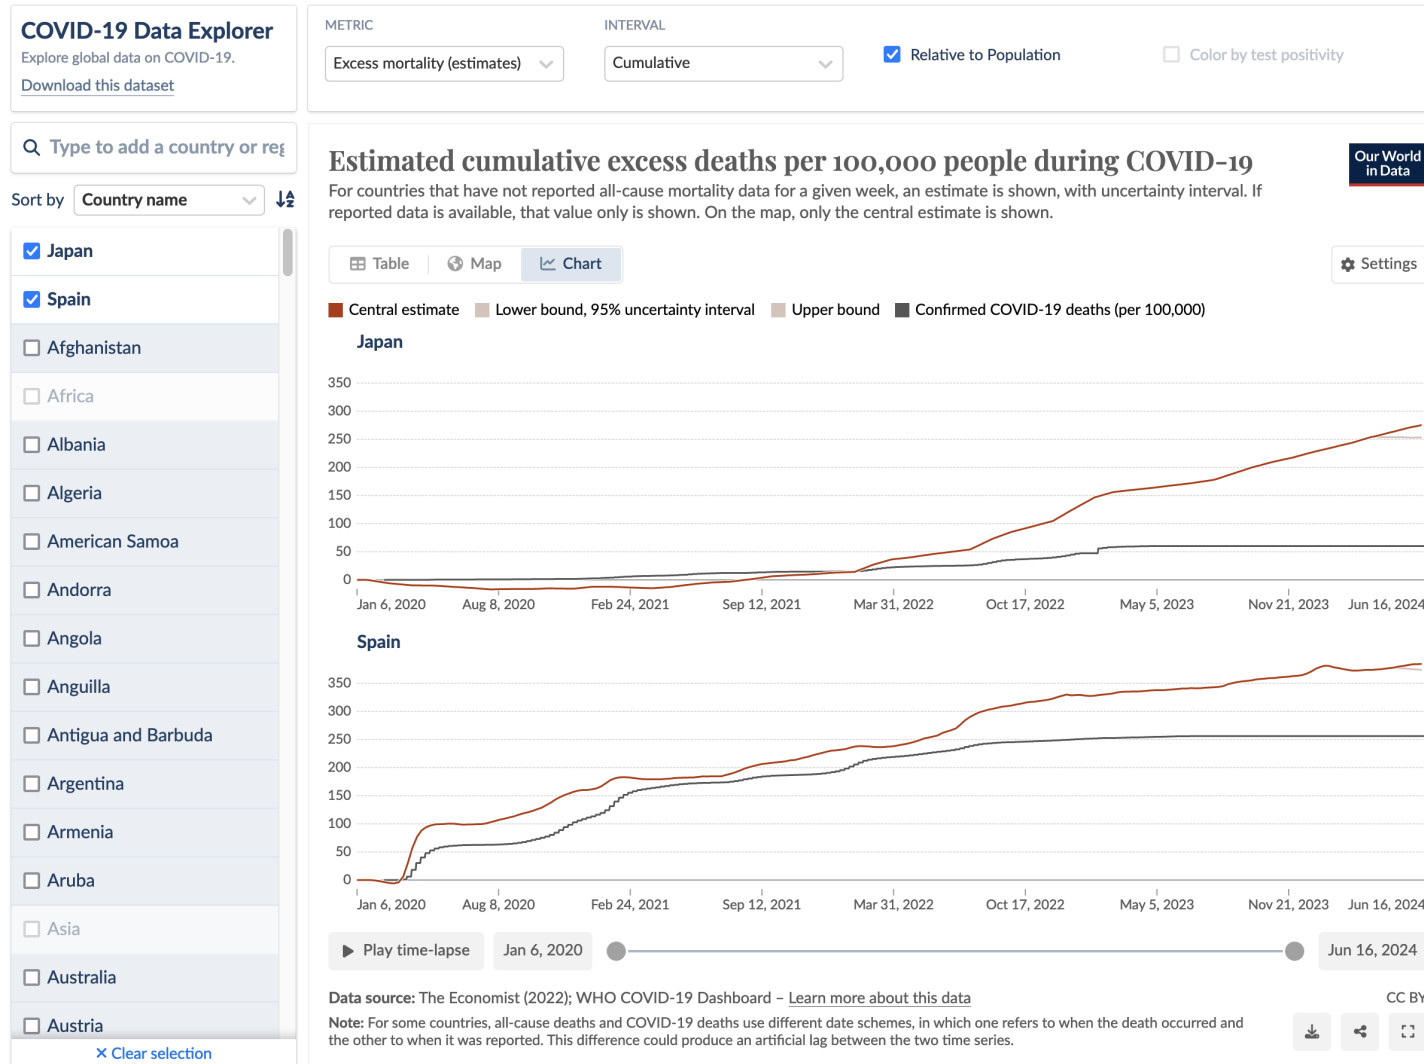 COVID-19 Data Explorer
Explore global data on COVID-19.
Download this dataset
METRIC
Excess mortality (estimates)
INTERVAL
Cumulative
Relative to Population
Color by test positivity
Type to add a country or reg
Sort by
Country name
Japan
Spain
Afghanistan
Africa
Albania
Algeria
American Samoa
Andorra
Angola
Anguilla
Antigua and Barbuda
Argentina
Armenia
Aruba
Asia
Australia
Austria
× Clear selection
Estimated cumulative excess deaths per 100,000 people during COVID-19
For countries that have not reported all-cause mortality data for a given week, an estimate is shown, with uncertainty interval. If
reported data is available, that value only is shown. On the map, only the central estimate is shown.
Our World
in Data
Table
Map
Chart
Settings
Central estimate
Lower bound, 95% uncertainty interval
Upper bound
Confirmed COVID-19 deaths (per 100,000)
Japan
350
300
250
200
150
100
50
0
Jan 6, 2020
Aug 8, 2020
Feb 24, 2021
Sep 12, 2021
Mar 31, 2022
Oct 17, 2022
May 5, 2023
Nov 21, 2023
Jun 16, 2024
Spain
350
300
250
200
150
100
50
0
Jan 6, 2020
Aug 8, 2020
Feb 24, 2021
Sep 12, 2021
Mar 31, 2022
Oct 17, 2022
May 5, 2023
Nov 21, 2023
Jun 16, 2024
Play time-lapse
Jan 6, 2020
Jun 16, 2024
Data source: The Economist (2022); WHO COVID-19 Dashboard – Learn more about this data
CC BY
Note: For some countries, all-cause deaths and COVID-19 deaths use different date schemes, in which one refers to when the death occurred and
the other to when it was reported. This difference could produce an artificial lag between the two time series.